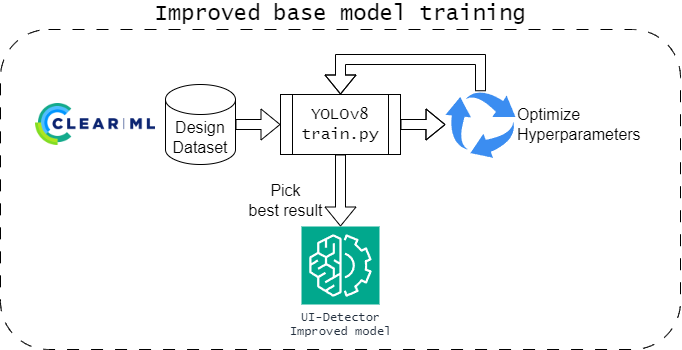 Improved base model training
CLEAR|ML
Design
Dataset
YOLOv8
train.py
Optimize
Hyperparameters
Pick
best result
UI-Detector
Improved model